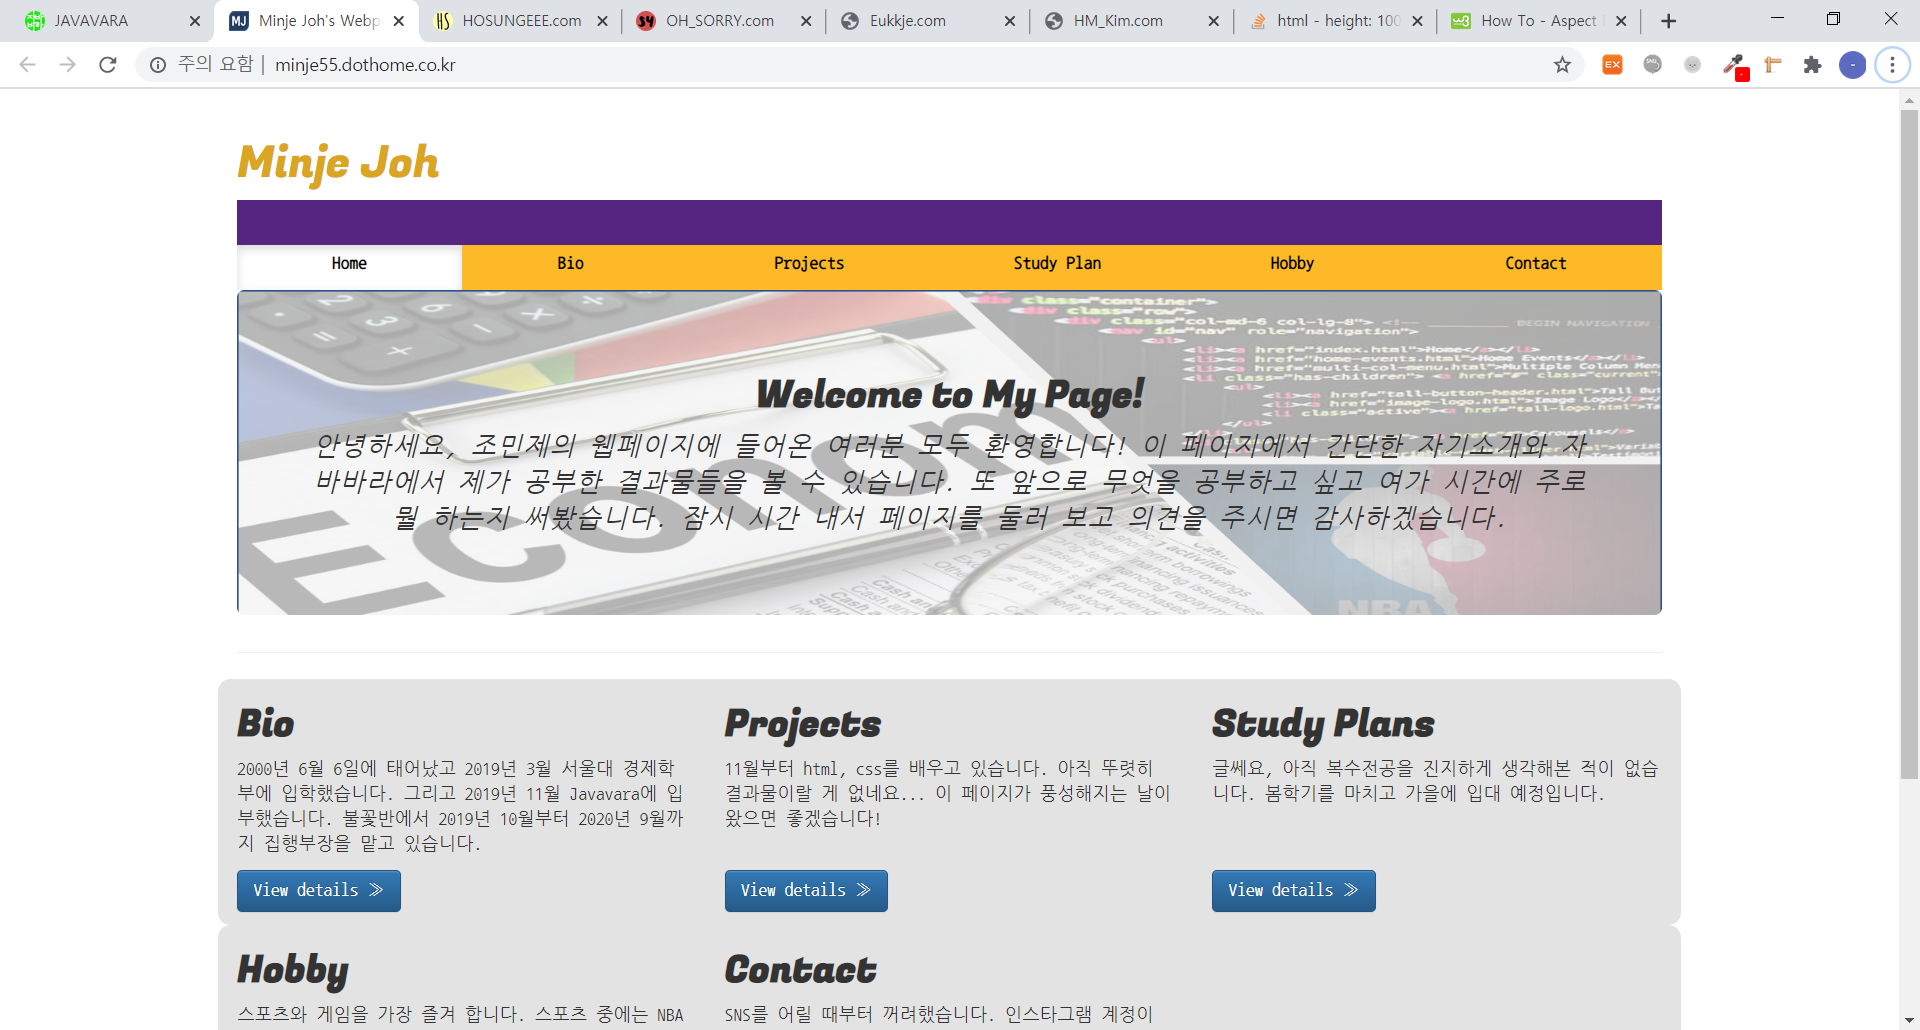 JAVAVARA
MJ Minje Joh's Webp
HS HOSUNGEEE.com
OH_SORRY.com
Eukkje.com
HM_Kim.com
html - height: 100
How To - Aspect
주의 요함 | minje55.dothome.co.kr
Minje Joh
Home Bio Projects Study Plan Hobby Contact
Welcome to My Page!
안녕하세요, 조민제의 웹페이지에 들어온 여러분 모두 환영합니다! 이 페이지에서 간단한 자기소개와 자
바바라에서 제가 공부한 결과물들을 볼 수 있습니다. 또 앞으로 무엇을 공부하고 싶고 여가 시간에 주로
뭘 하는지 써봤습니다. 잠시 시간 내서 페이지를 둘러 보고 의견을 주시면 감사하겠습니다.
Econom
NBA
Bio
2000년 6월 6일에 태어났고 2019년 3월 서울대 경제학
부에 입학했습니다. 그리고 2019년 11월 Javavara에 입
부했습니다. 불꽃반에서 2019년 10월부터 2020년 9월까
지 집행부장을 맡고 있습니다.
View details »
Projects
11월부터 html, css를 배우고 있습니다. 아직 뚜렷히
결과물이랄 게 없네요... 이 페이지가 풍성해지는 날이
왔으면 좋겠습니다!
View details »
Study Plans
글쎄요, 아직 복수전공을 진지하게 생각해본 적이 없습
니다. 봄학기를 마치고 가을에 입대 예정입니다.
View details »
Hobby
스포츠와 게임을 가장 즐겨 합니다. 스포츠 중에는 NBA
Contact
SNS를 어릴 때부터 꺼려했습니다. 인스타그램 계정이